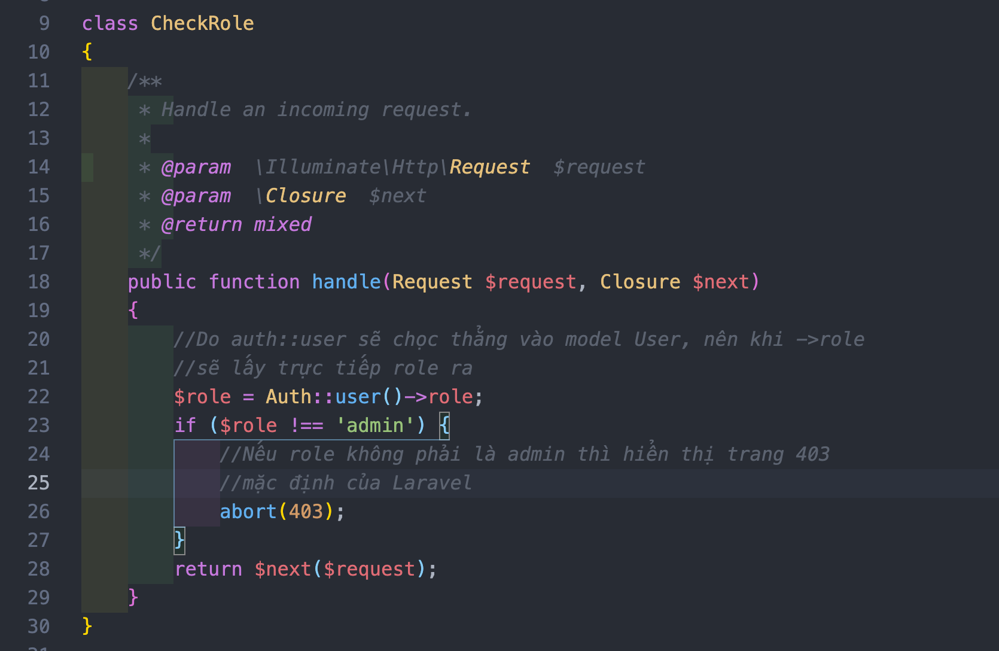 9 class CheckRole
10 {
11 /**
12 * Handle an incoming request.
13 *
14 * @param  \Illuminate\Http\Request  $request
15 * @param  \Closure  $next
16 * @return mixed
17 */
18 public function handle(Request $request, Closure $next)
19 {
20 //Do auth::user sẽ chọc thẳng vào model User, nên khi ->role
21 //sẽ lấy trực tiếp role ra
22 $role = Auth::user()->role;
23 if ($role !== 'admin') {
24 //Nếu role không phải là admin thì hiển thị trang 403
25 //mặc định của Laravel
26 abort(403);
27 }
28 return $next($request);
29 }
30 }